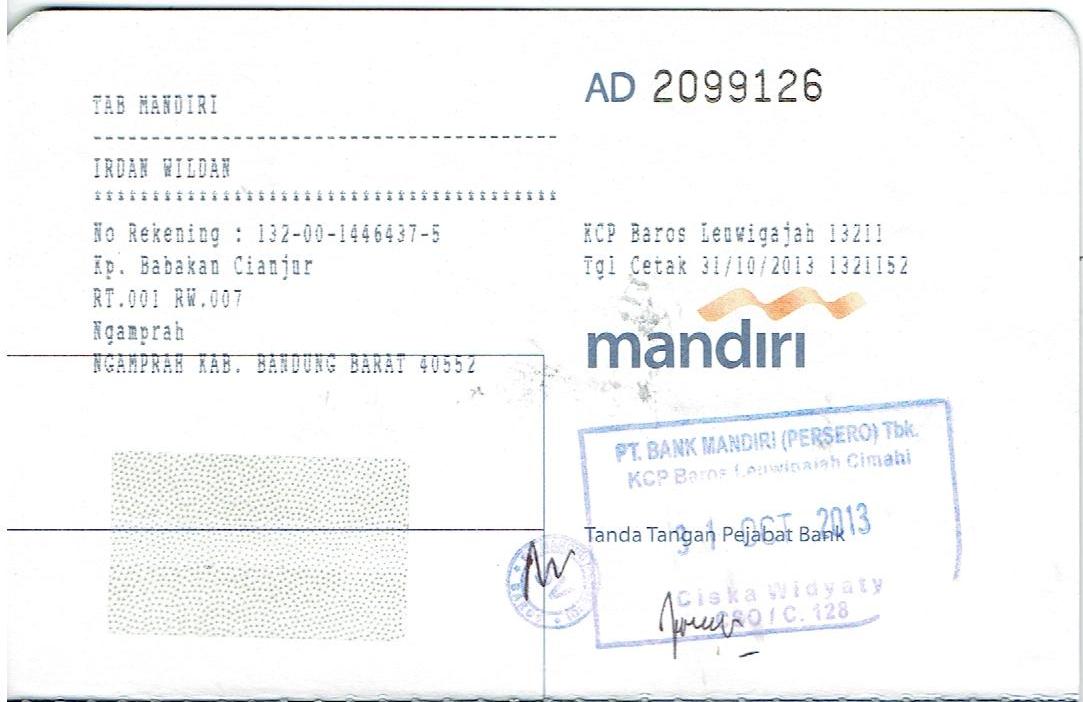 TAB MANDIRI
IRDAN WILDAN
No Rekening : 132-00-1446437-5
Kp. Babakan Cianjur
RT.001 RW.007
Ngamprah
NGAMPRAH KAB. BANDUNG BARAT 40552
AD 2099126
KCP Baros Leuwigajah 13211
Tgl Cetak 31/10/2013 1321152
mandiri
PT. BANK MANDIRI (PERSERO) Tbk.
KCP Baros Leuwigajah Cimahi
31 OCT 2013
Tanda Tangan Pejabat Bank
Ciska Widyaty
CSO / C. 128